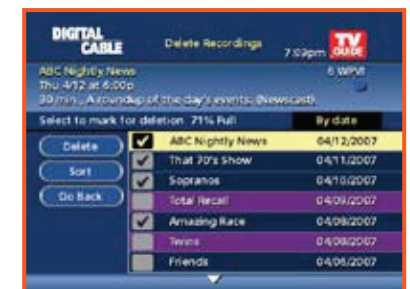 DIGITAL
CABLE
Delete Recordings
7:03pm
TV
GUIDE
ABC Nightly News
6 WPVI
Thu 4/12 at 6:00p
30 min., A roundup of the day's events. (Newscast).
Select to mark for deletion. 71% Full
By date
Delete
Sort
Go Back
ABC Nightly News 04/12/2007
That 70's Show 04/11/2007
Sopranos 04/10/2007
Total Recall 04/09/2007
Amazing Race 04/08/2007
Tennis 04/08/2007
Friends 04/06/2007